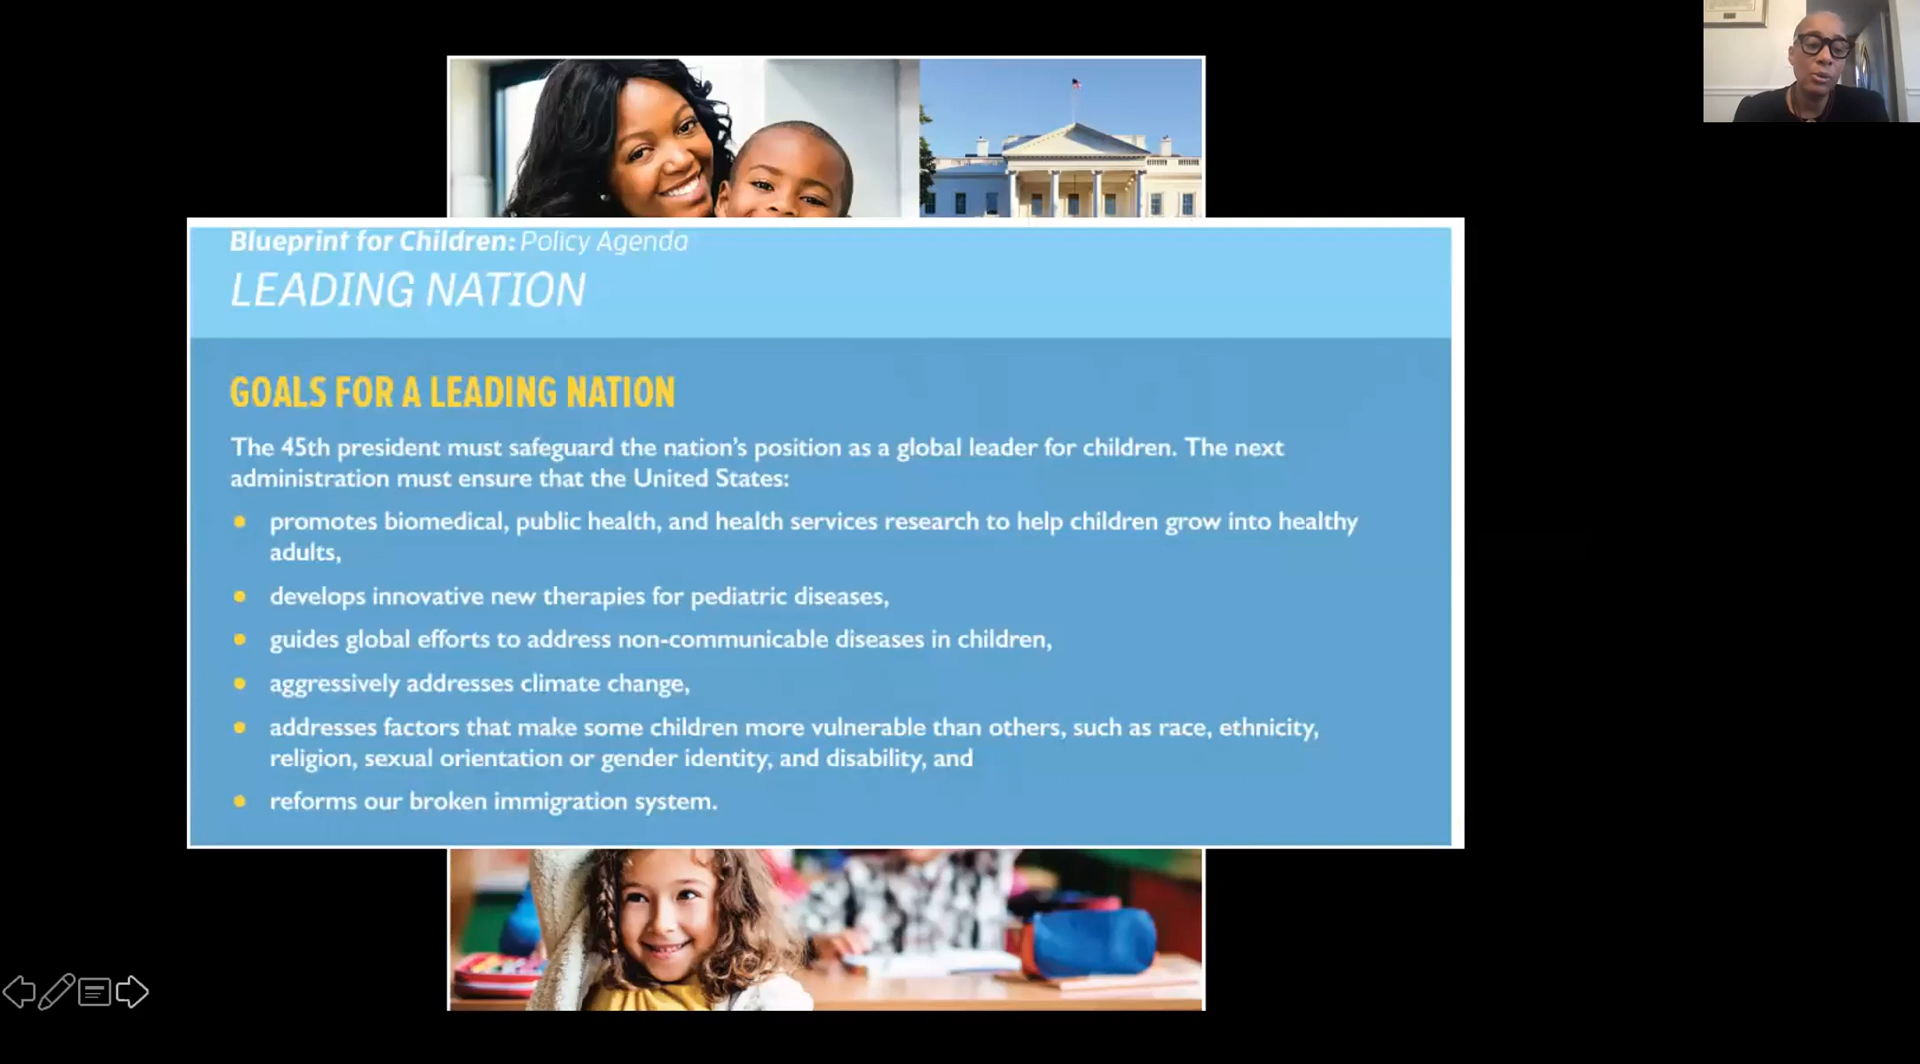 Blueprint for Children: Policy Agenda
LEADING NATION
GOALS FOR A LEADING NATION
The 45th president must safeguard the nation's position as a global leader for children. The next
administration must ensure that the United States:
• promotes biomedical, public health, and health services research to help children grow into healthy
adults,
• develops innovative new therapies for pediatric diseases,
• guides global efforts to address non-communicable diseases in children,
• aggressively addresses climate change,
• addresses factors that make some children more vulnerable than others, such as race, ethnicity,
religion, sexual orientation or gender identity, and disability, and
• reforms our broken immigration system.